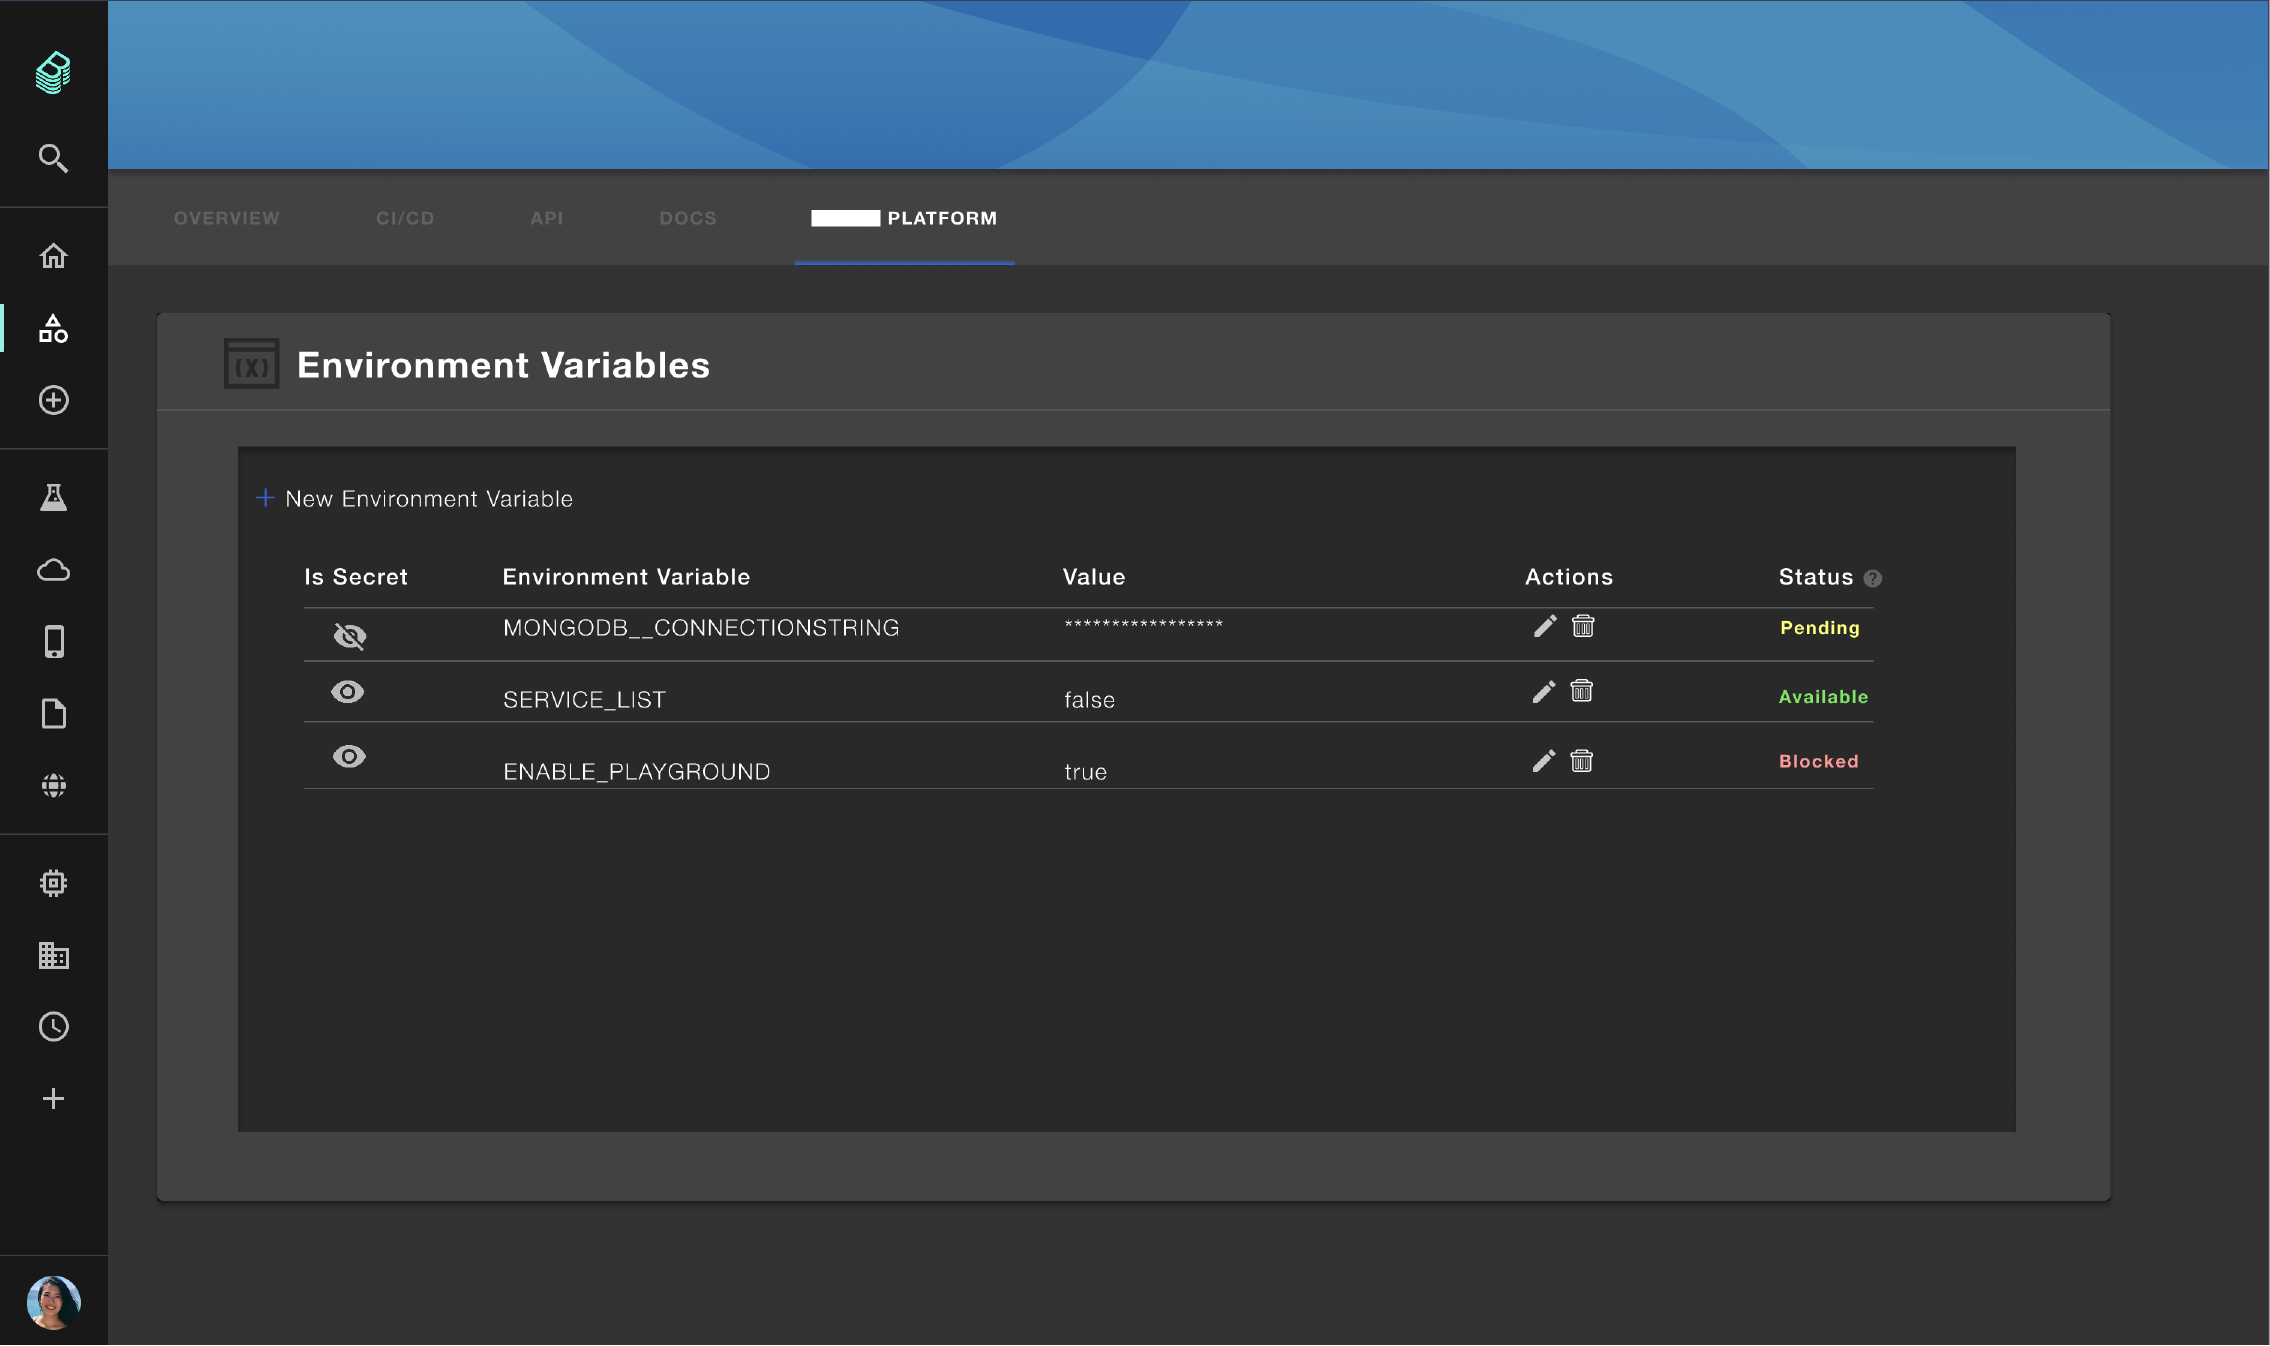 OVERVIEW CI/CD API DOCS PLATFORM
(X) Environment Variables
+ New Environment Variable
Is Secret Environment Variable Value Actions Status ?
MONGODB__CONNECTIONSTRING ***************** Pending
SERVICE_LIST false Available
ENABLE_PLAYGROUND true Blocked